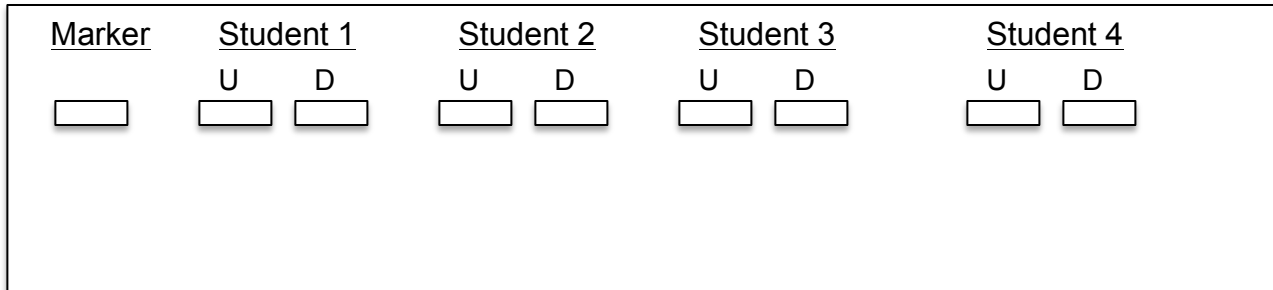 Marker Student 1 Student 2 Student 3 Student 4
U D U D U D U D